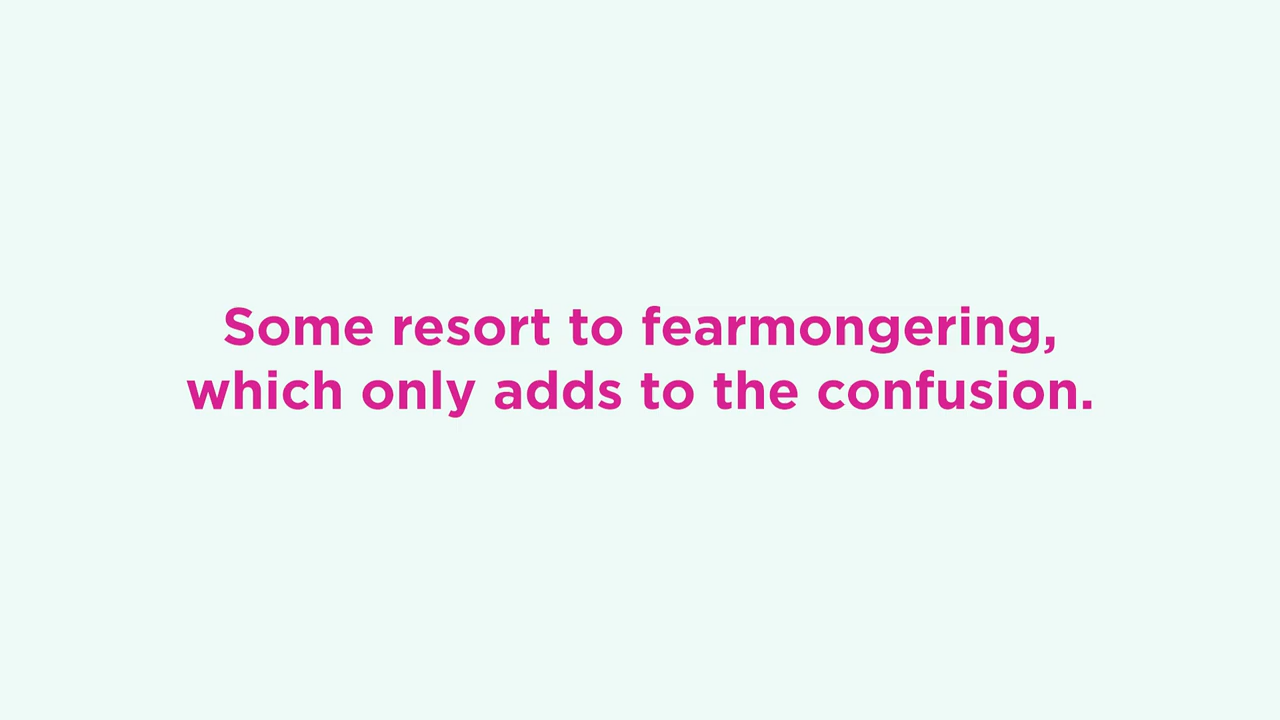 Some resort to fearmongering,
which only adds to the confusion.